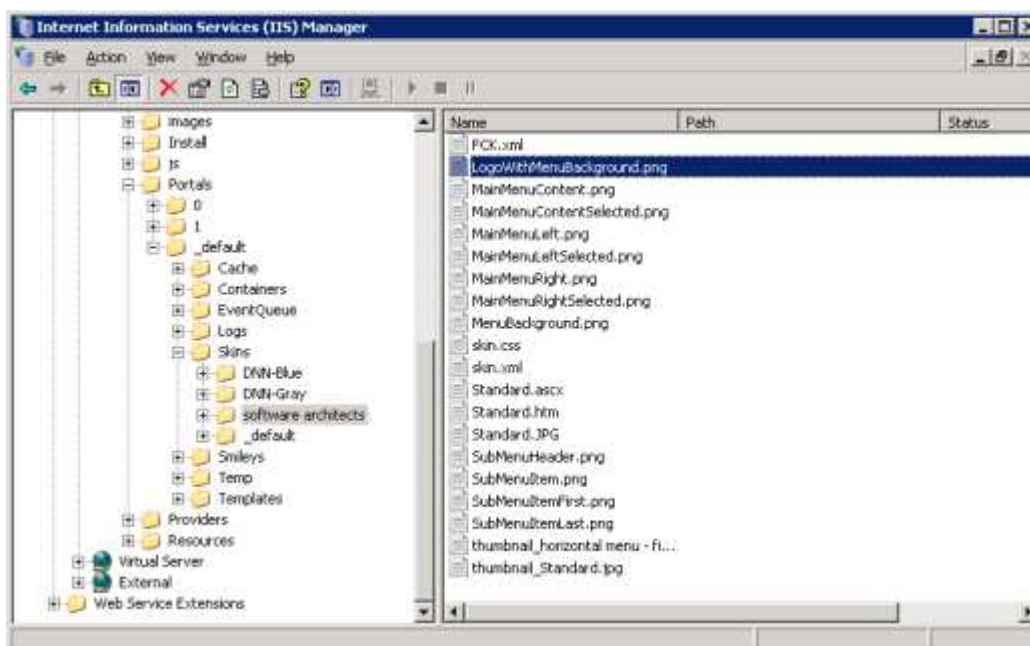 Internet Information Services (IIS) Manager
File Action View Window Help
images
Install
js
Portals
0
1
_default
Cache
Containers
EventQueue
Logs
Skins
DNN-Blue
DNN-Gray
software architects
_default
Smileys
Temp
Templates
Providers
Resources
Virtual Server
External
Web Service Extensions
Name Path Status
PCK.xml
LogoWithMenuBackground.png
MainMenuContent.png
MainMenuContentSelected.png
MainMenuLeft.png
MainMenuLeftSelected.png
MainMenuRight.png
MainMenuRightSelected.png
MenuBackground.png
skin.css
skin.xml
Standard.ascx
Standard.htm
Standard.JPG
SubMenuHeader.png
SubMenuItem.png
SubMenuItemFirst.png
SubMenuItemLast.png
thumbnail_horizontal menu - fi...
thumbnail_Standard.jpg